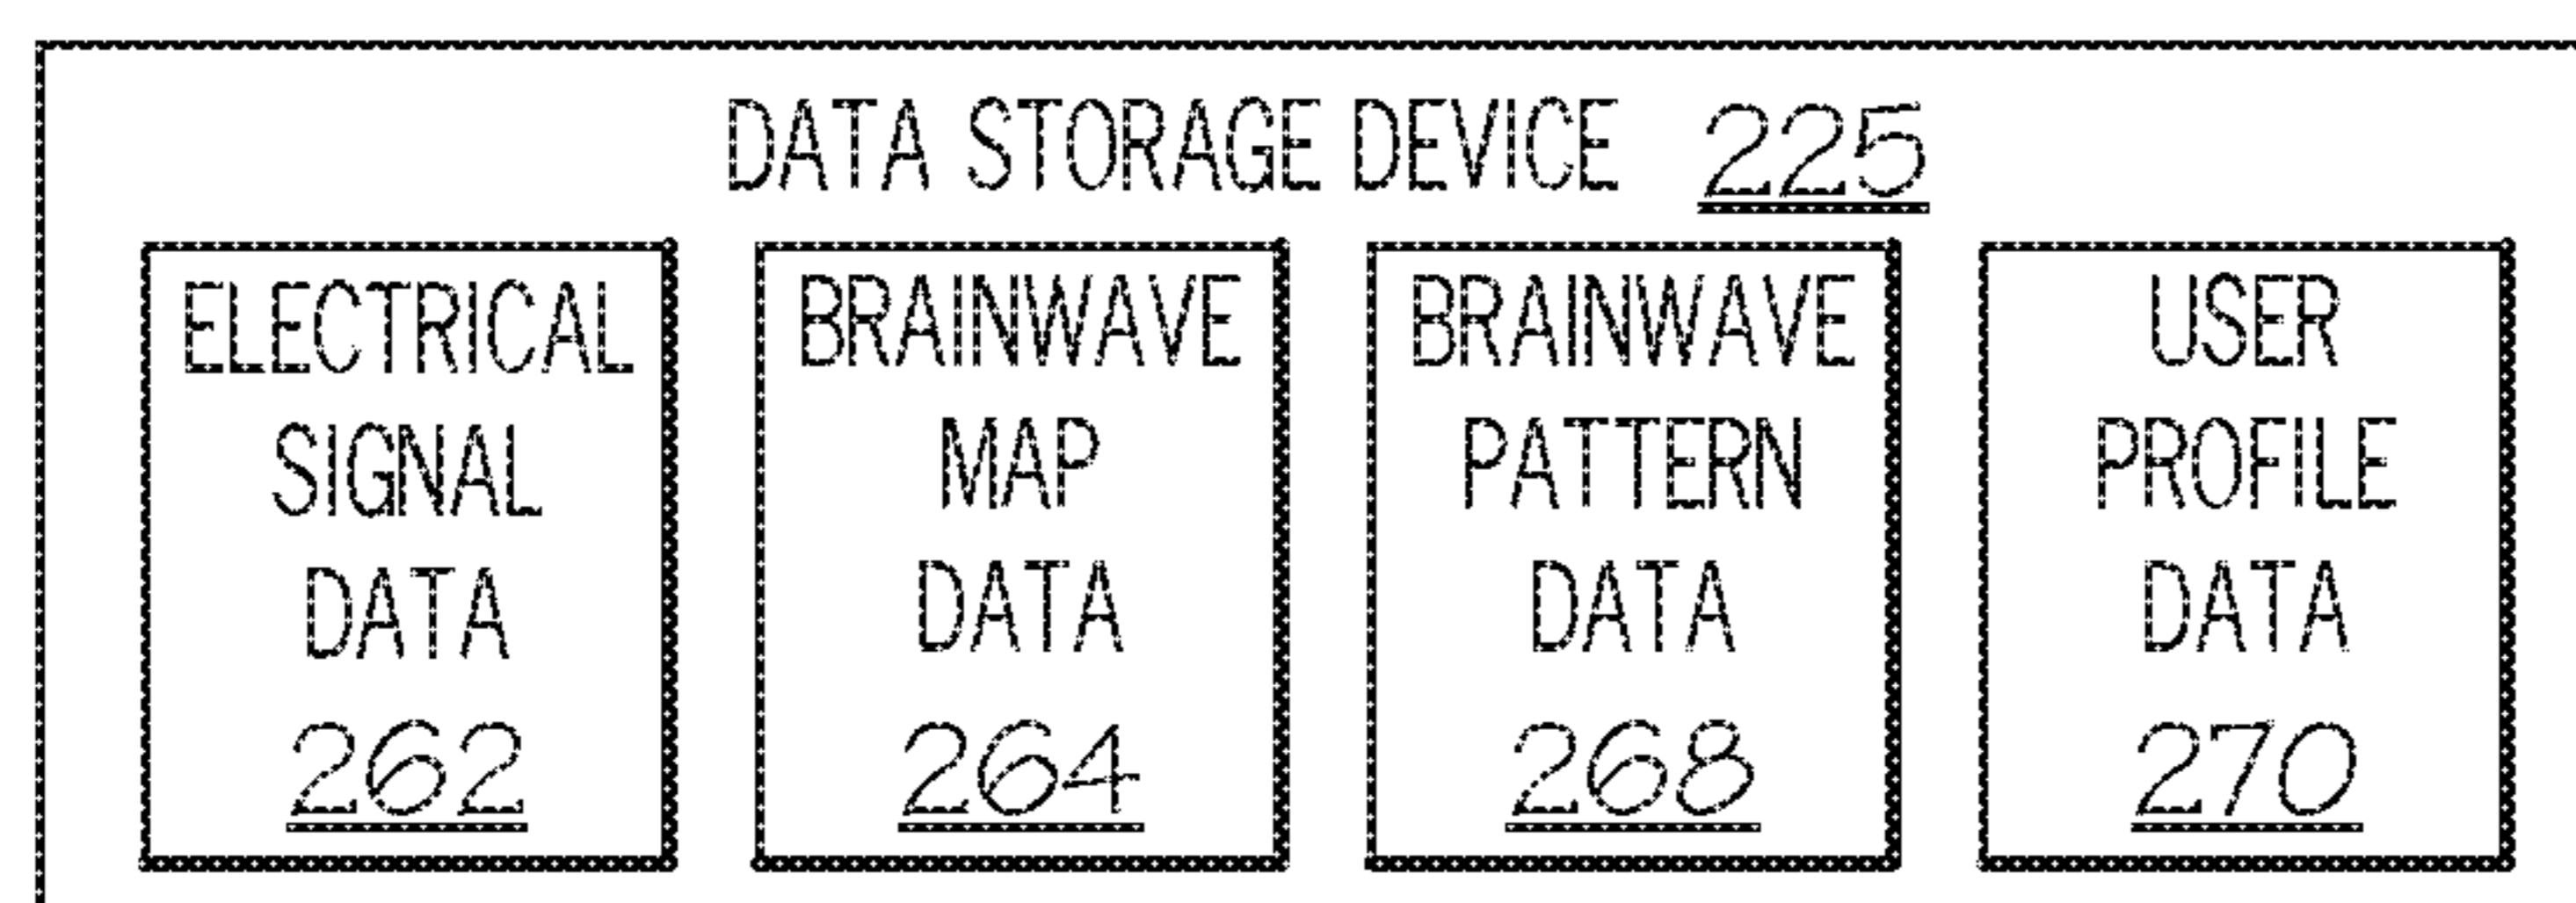 DATA STORAGE DEVICE 225
ELECTRICAL
SIGNAL
DATA
262
BRAINWAVE
MAP
DATA
264
BRAINWAVE
PATTERN
DATA
268
USER
PROFILE
DATA
270